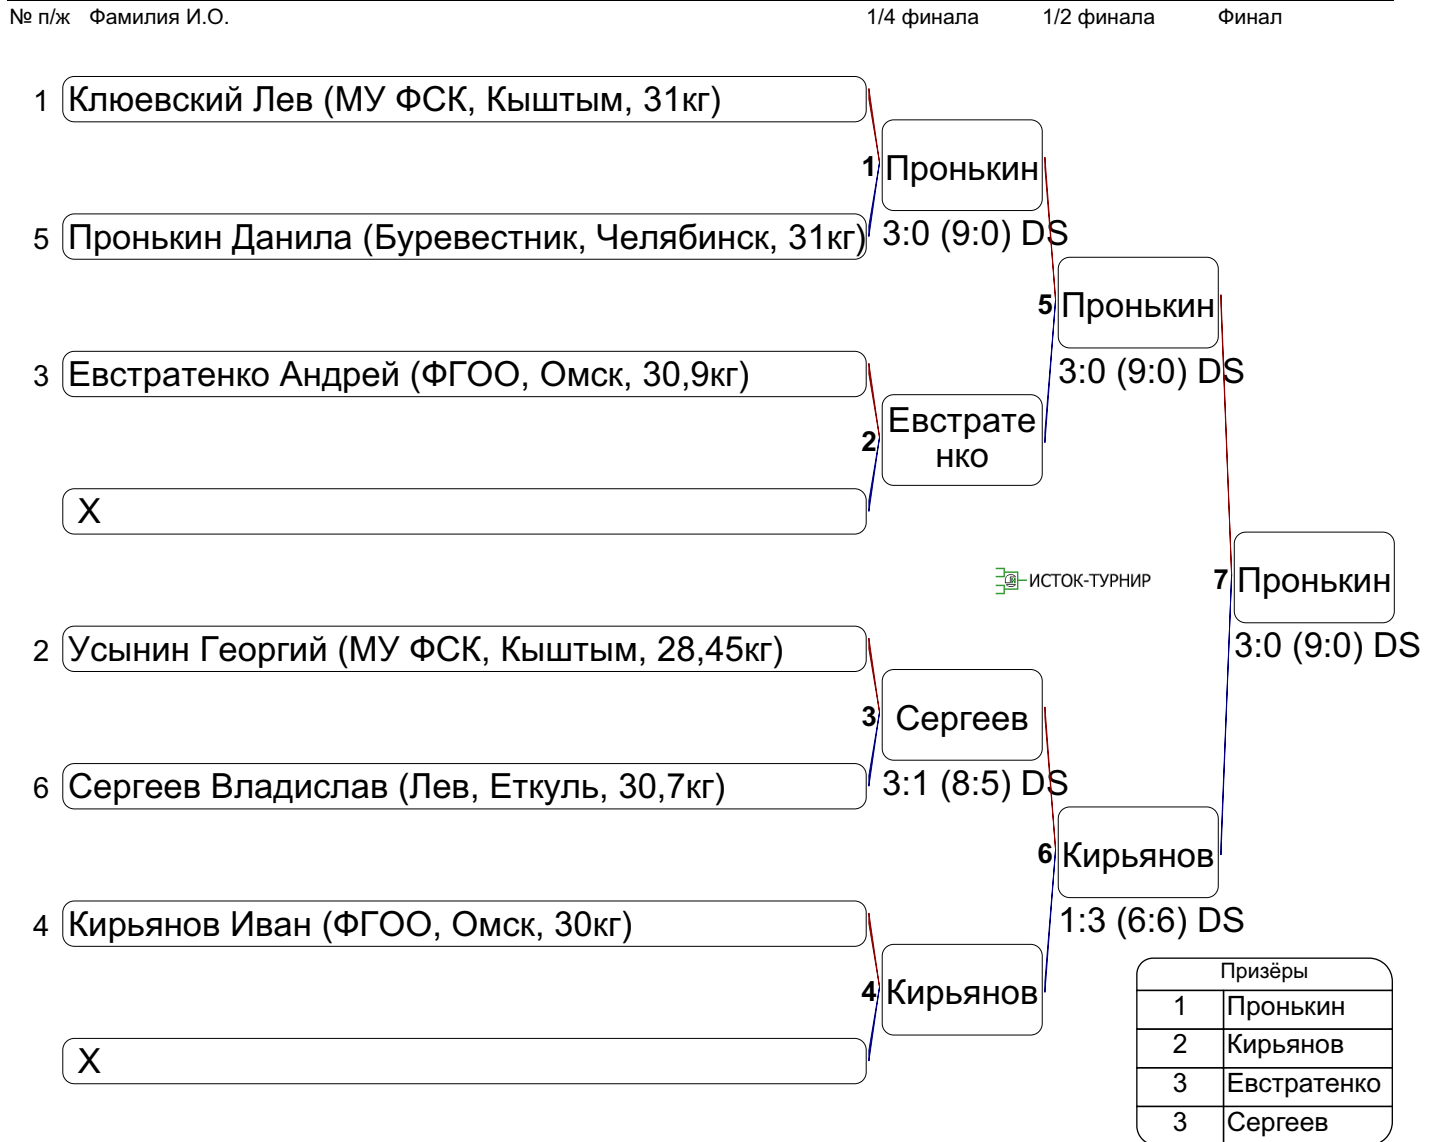 № п/ж Фамилия И.О. 1/4 финала 1/2 финала Финал
1 Клюевский Лев (МУ ФСК, Кыштым, 31кг)
1 Пронькин
5 Пронькин Данила (Буревестник, Челябинск, 31кг) 3:0 (9:0) DS
5 Пронькин
3 Евстратенко Андрей (ФГОО, Омск, 30,9кг) 3:0 (9:0) DS
2 Евстрате
нко
X
ИСТОК-ТУРНИР 7 Пронькин
2 Усынин Георгий (МУ ФСК, Кыштым, 28,45кг) 3:0 (9:0) DS
3 Сергеев
6 Сергеев Владислав (Лев, Еткуль, 30,7кг) 3:1 (8:5) DS
6 Кирьянов
4 Кирьянов Иван (ФГОО, Омск, 30кг) 1:3 (6:6) DS
4 Кирьянов
X
Призёры
1 Пронькин
2 Кирьянов
3 Евстратенко
3 Сергеев